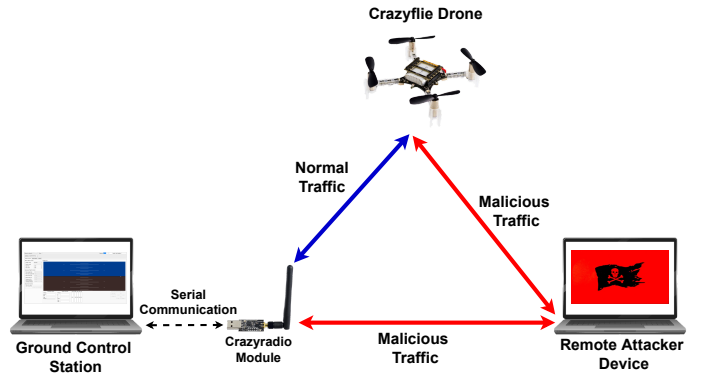 Crazyflie Drone
Normal
Traffic
Malicious
Traffic
Serial
Communication
Crazyradio
Module
Malicious
Traffic
Ground Control
Station
Remote Attacker
Device